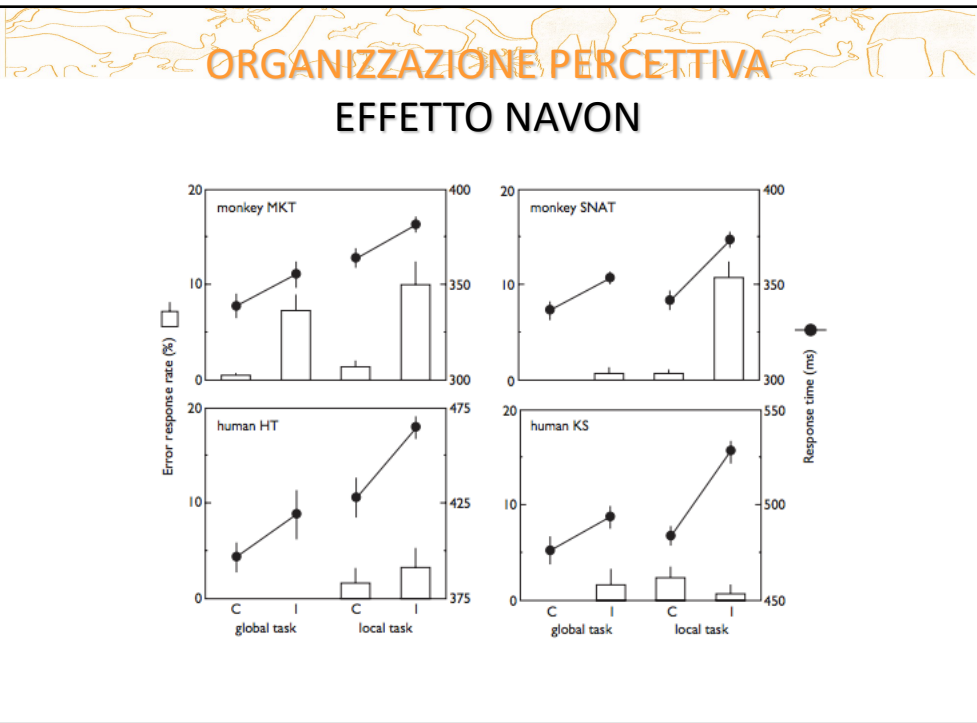 ORGANIZZAZIONE PERCETTIVA
EFFETTO NAVON
20 400 20 400
monkey MKT monkey SNAT
10 350 10 350
0 300 0 300
Error response rate (%)
Response time (ms)
20 475 20 550
human HT human KS
10 425 10 500
0 375 0 450
C I C I C I C I
global task local task global task local task